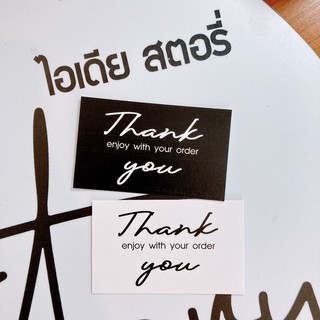 ไอเดีย สตอรี่
Thank
enjoy with your order
you
Thank
enjoy with your order
you